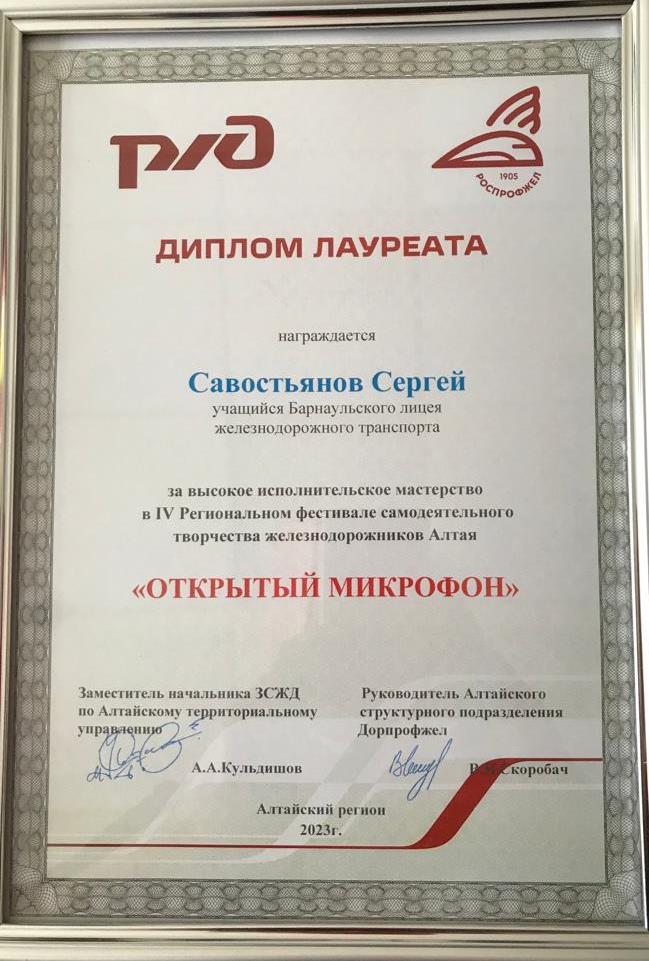 РЖД
1905
РОСПРОФЖЕЛ
ДИПЛОМ ЛАУРЕАТА
награждается
Савостьянов Сергей
учащийся Барнаульского лицея
железнодорожного транспорта
за высокое исполнительское мастерство
в IV Региональном фестивале самодеятельного
творчества железнодорожников Алтая
«ОТКРЫТЫЙ МИКРОФОН»
Заместитель начальника ЗСЖД
по Алтайскому территориальному
управлению
А.А.Кульдишов
Руководитель Алтайского
структурного подразделения
Дорпрофжел
Скоробач
Алтайский регион
2023г.